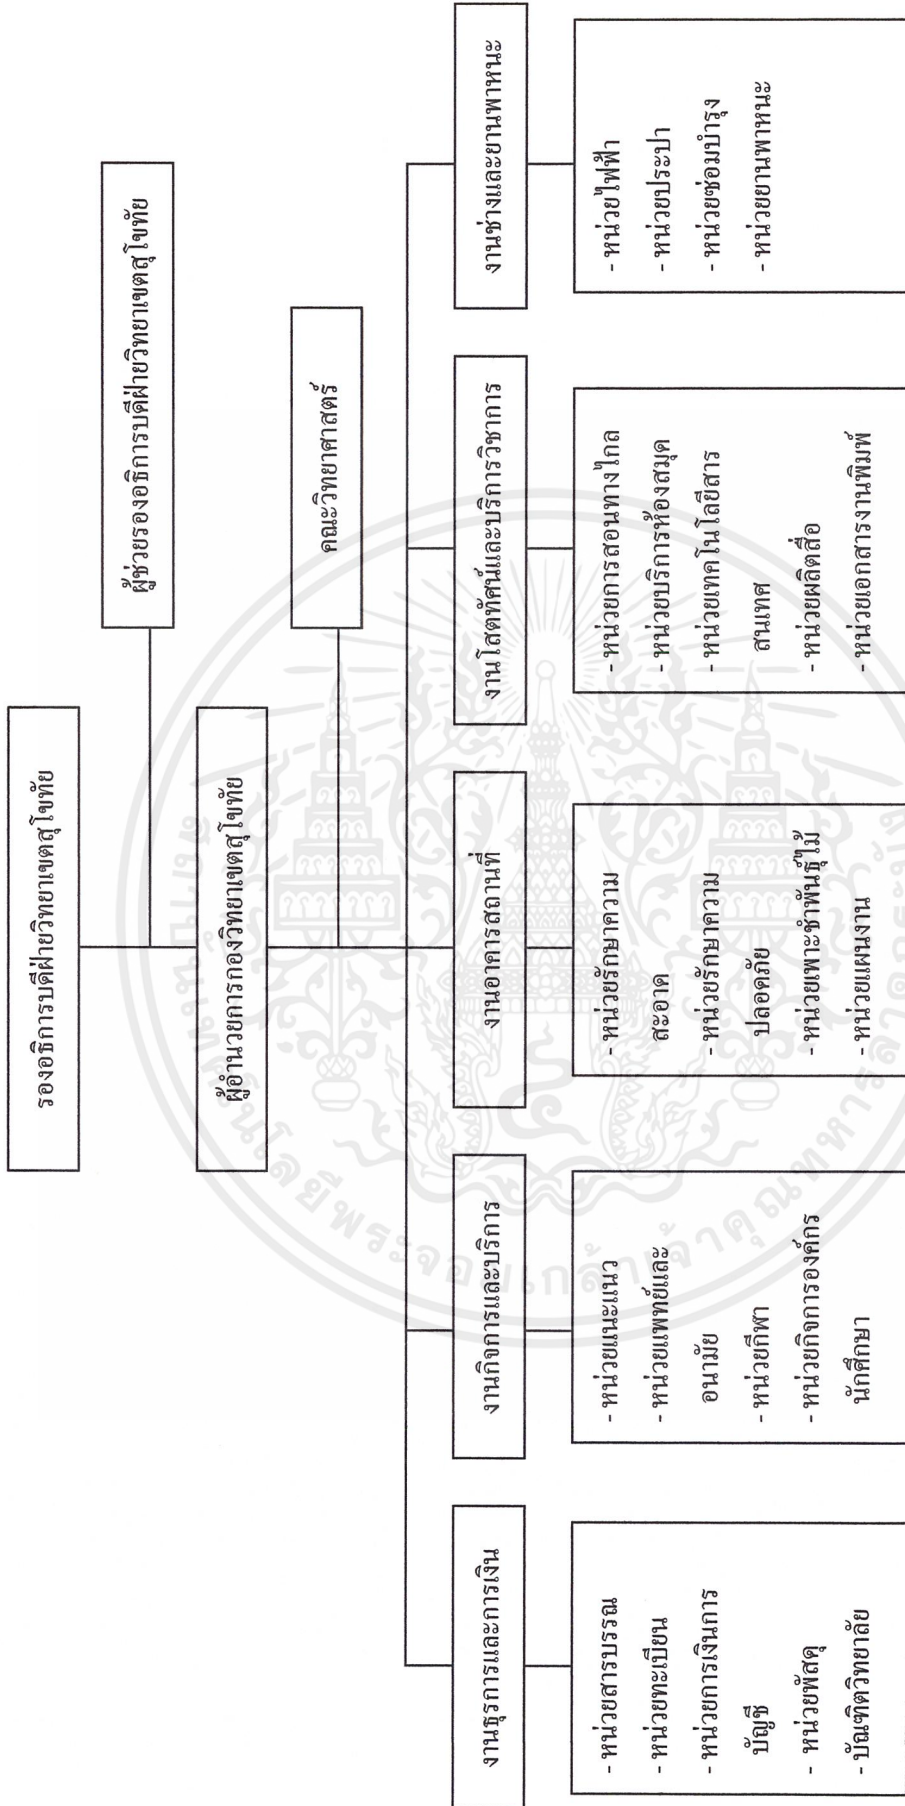 รองอธิการบดีฝ่ายวิทยาเขตสุโขทัย
ผู้ช่วยรองอธิการบดีฝ่ายวิทยาเขตสุโขทัย
ผู้อำนวยการกองวิทยาเขตสุโขทัย
คณะวิทยาศาสตร์
งานธุรการและการเงิน
- หน่วยสารบรรณ
- หน่วยทะเบียน
- หน่วยการเงินการ
บัญชี
- หน่วยพัสดุ
- บัณฑิตวิทยาลัย
งานกิจการและบริการ
- หน่วยแนะแนว
- หน่วยแพทย์และ
อนามัย
- หน่วยกีฬา
- หน่วยกิจการองค์กร
นักศึกษา
งานอาคารสถานที่
- หน่วยรักษาความ
สะอาด
- หน่วยรักษาความ
ปลอดภัย
- หน่วยเพาะชำพันธุ์ไม้
- หน่วยแผนงาน
งานโสตทัศน์และบริการวิชาการ
- หน่วยการสอนทางไกล
- หน่วยบริการห้องสมุด
- หน่วยเทคโนโลยีสาร
สนเทศ
- หน่วยผลิตสื่อ
- หน่วยเอกสารงานพิมพ์
งานช่างและยานพาหนะ
- หน่วยไฟฟ้า
- หน่วยประปา
- หน่วยซ่อมบำรุง
- หน่วยยานพาหนะ